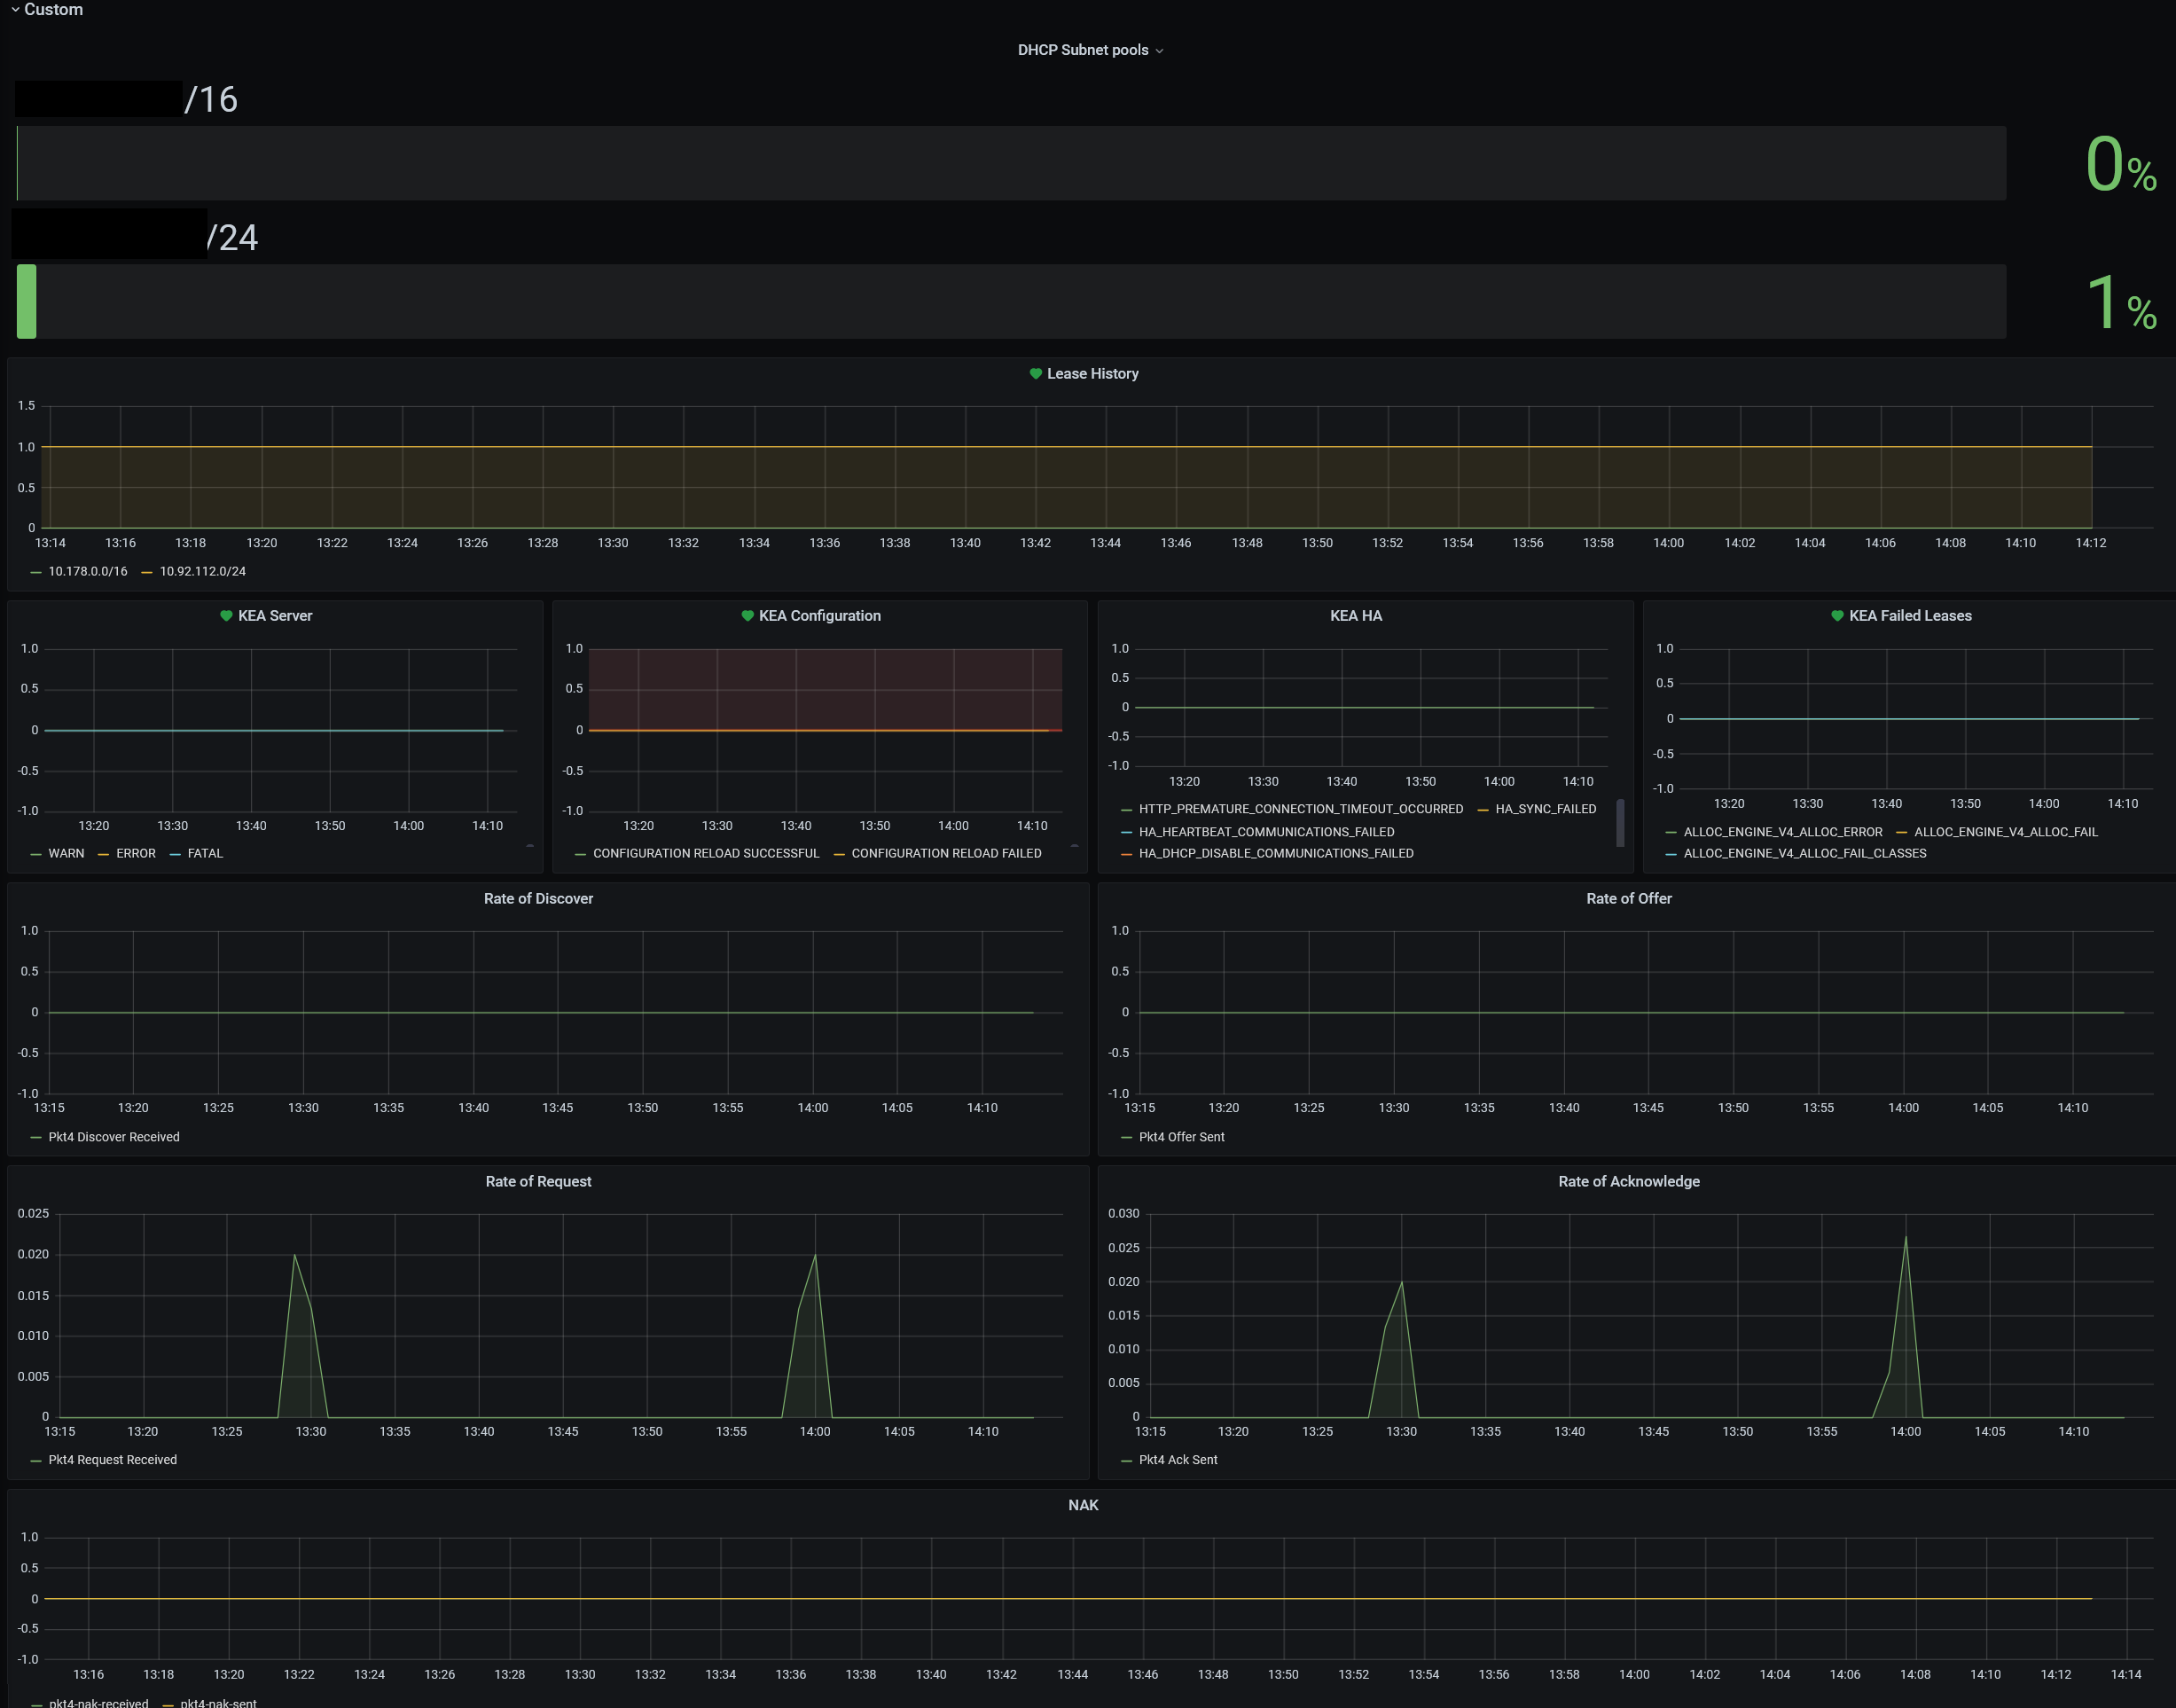 Custom
DHCP Subnet pools
/16
0%
/24
1%
Lease History
1.5
1.0
0.5
0
13:14 13:16 13:18 13:20 13:22 13:24 13:26 13:28 13:30 13:32 13:34 13:36 13:38 13:40 13:42 13:44 13:46 13:48 13:50 13:52 13:54 13:56 13:58 14:00 14:02 14:04 14:06 14:08 14:10 14:12
10.178.0.0/16 10.92.112.0/24
KEA Server
1.0
0.5
0
-0.5
-1.0
13:20 13:30 13:40 13:50 14:00 14:10
WARN ERROR FATAL
KEA Configuration
1.0
0.5
0
-0.5
-1.0
13:20 13:30 13:40 13:50 14:00 14:10
CONFIGURATION RELOAD SUCCESSFUL CONFIGURATION RELOAD FAILED
KEA HA
1.0
0.5
0
-0.5
-1.0
13:20 13:30 13:40 13:50 14:00 14:10
HTTP_PREMATURE_CONNECTION_TIMEOUT_OCCURRED HA_SYNC_FAILED
HA_HEARTBEAT_COMMUNICATIONS_FAILED
HA_DHCP_DISABLE_COMMUNICATIONS_FAILED
KEA Failed Leases
1.0
0.5
0
-0.5
-1.0
13:20 13:30 13:40 13:50 14:00 14:10
ALLOC_ENGINE_V4_ALLOC_ERROR ALLOC_ENGINE_V4_ALLOC_FAIL
ALLOC_ENGINE_V4_ALLOC_FAIL_CLASSES
Rate of Discover
1.0
0.5
0
-0.5
-1.0
13:15 13:20 13:25 13:30 13:35 13:40 13:45 13:50 13:55 14:00 14:05 14:10
Pkt4 Discover Received
Rate of Offer
1.0
0.5
0
-0.5
-1.0
13:15 13:20 13:25 13:30 13:35 13:40 13:45 13:50 13:55 14:00 14:05 14:10
Pkt4 Offer Sent
Rate of Request
0.025
0.020
0.015
0.010
0.005
0
13:15 13:20 13:25 13:30 13:35 13:40 13:45 13:50 13:55 14:00 14:05 14:10
Pkt4 Request Received
Rate of Acknowledge
0.030
0.025
0.020
0.015
0.010
0.005
0
13:15 13:20 13:25 13:30 13:35 13:40 13:45 13:50 13:55 14:00 14:05 14:10
Pkt4 Ack Sent
NAK
1.0
0.5
0
-0.5
-1.0
13:16 13:18 13:20 13:22 13:24 13:26 13:28 13:30 13:32 13:34 13:36 13:38 13:40 13:42 13:44 13:46 13:48 13:50 13:52 13:54 13:56 13:58 14:00 14:02 14:04 14:06 14:08 14:10 14:12 14:14
pkt4-nak-received pkt4-nak-sent